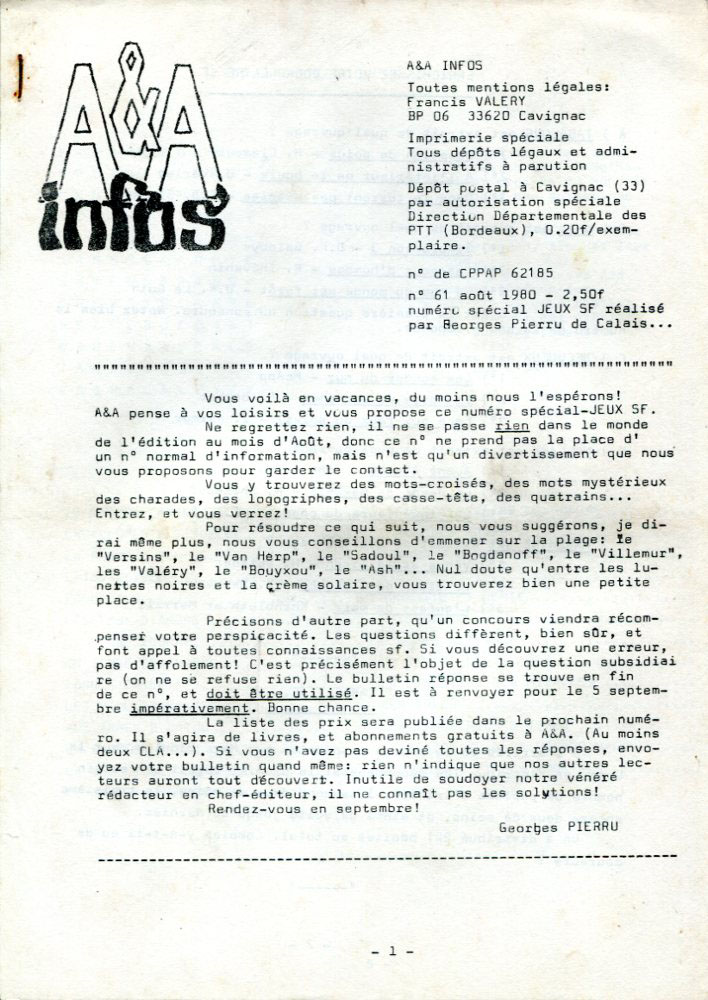 A&A
infos
A&A INFOS
Toutes mentions légales:
Francis VALERY
BP 06  33620 Cavignac
Imprimerie spéciale
Tous dépôts légaux et admi-
nistratifs à parution
Dépôt postal à Cavignac (33)
par autorisation spéciale
Direction Départementale des
PTT (Bordeaux), 0.20f/exem-
plaire.
n° de CPPAP 62185
n° 61 août 1980 - 2,50f
numéro spécial JEUX SF réalisé
par Georges Pierru de Calais...
""""""""""""""""""""""""""""""""""""""""""""""""""""""""""""""""""""""""
Vous voilà en vacances, du moins nous l'espérons!
A&A pense à vos loisirs et vous propose ce numéro spécial-JEUX SF.
Ne regrettez rien, il ne se passe rien dans le monde
de l'édition au mois d'Août, donc ce n° ne prend pas la place d'
un n° normal d'information, mais n'est qu'un divertissement que nous
vous proposons pour garder le contact.
Vous y trouverez des mots-croisés, des mots mystérieux
des charades, des logogriphes, des casse-tête, des quatrains...
Entrez, et vous verrez!
Pour résoudre ce qui suit, nous vous suggérons, je di-
rai même plus, nous vous conseillons d'emmener sur la plage: le
"Versins", le "Van Herp", le "Sadoul", le "Bogdanoff", le "Villemur",
les "Valéry", le "Bouyxou", le "Ash"... Nul doute qu'entre les lu-
nettes noires et la crème solaire, vous trouverez bien une petite
place.
Précisons d'autre part, qu'un concours viendra récom-
penser votre perspicacité. Les questions diffèrent, bien sûr, et
font appel à toutes connaissances sf. Si vous découvrez une erreur,
pas d'affolement! C'est précisément l'objet de la question subsidiai
re (on ne se refuse rien). Le bulletin réponse se trouve en fin
de ce n°, et doit être utilisé. Il est à renvoyer pour le 5 septem-
bre impérativement. Bonne chance.
La liste des prix sera publiée dans le prochain numé-
ro. Il s'agira de livres, et abonnements gratuits à A&A. (Au moins
deux CLA...). Si vous n'avez pas deviné toutes les réponses, envo-
yez votre bulletin quand même: rien n'indique que nos autres lec-
teurs auront tout découvert. Inutile de soudoyer notre vénéré
rédacteur en chef-éditeur, il ne connaît pas les solutions!
Rendez-vous en septembre!
Georges PIERRU
- 1 -